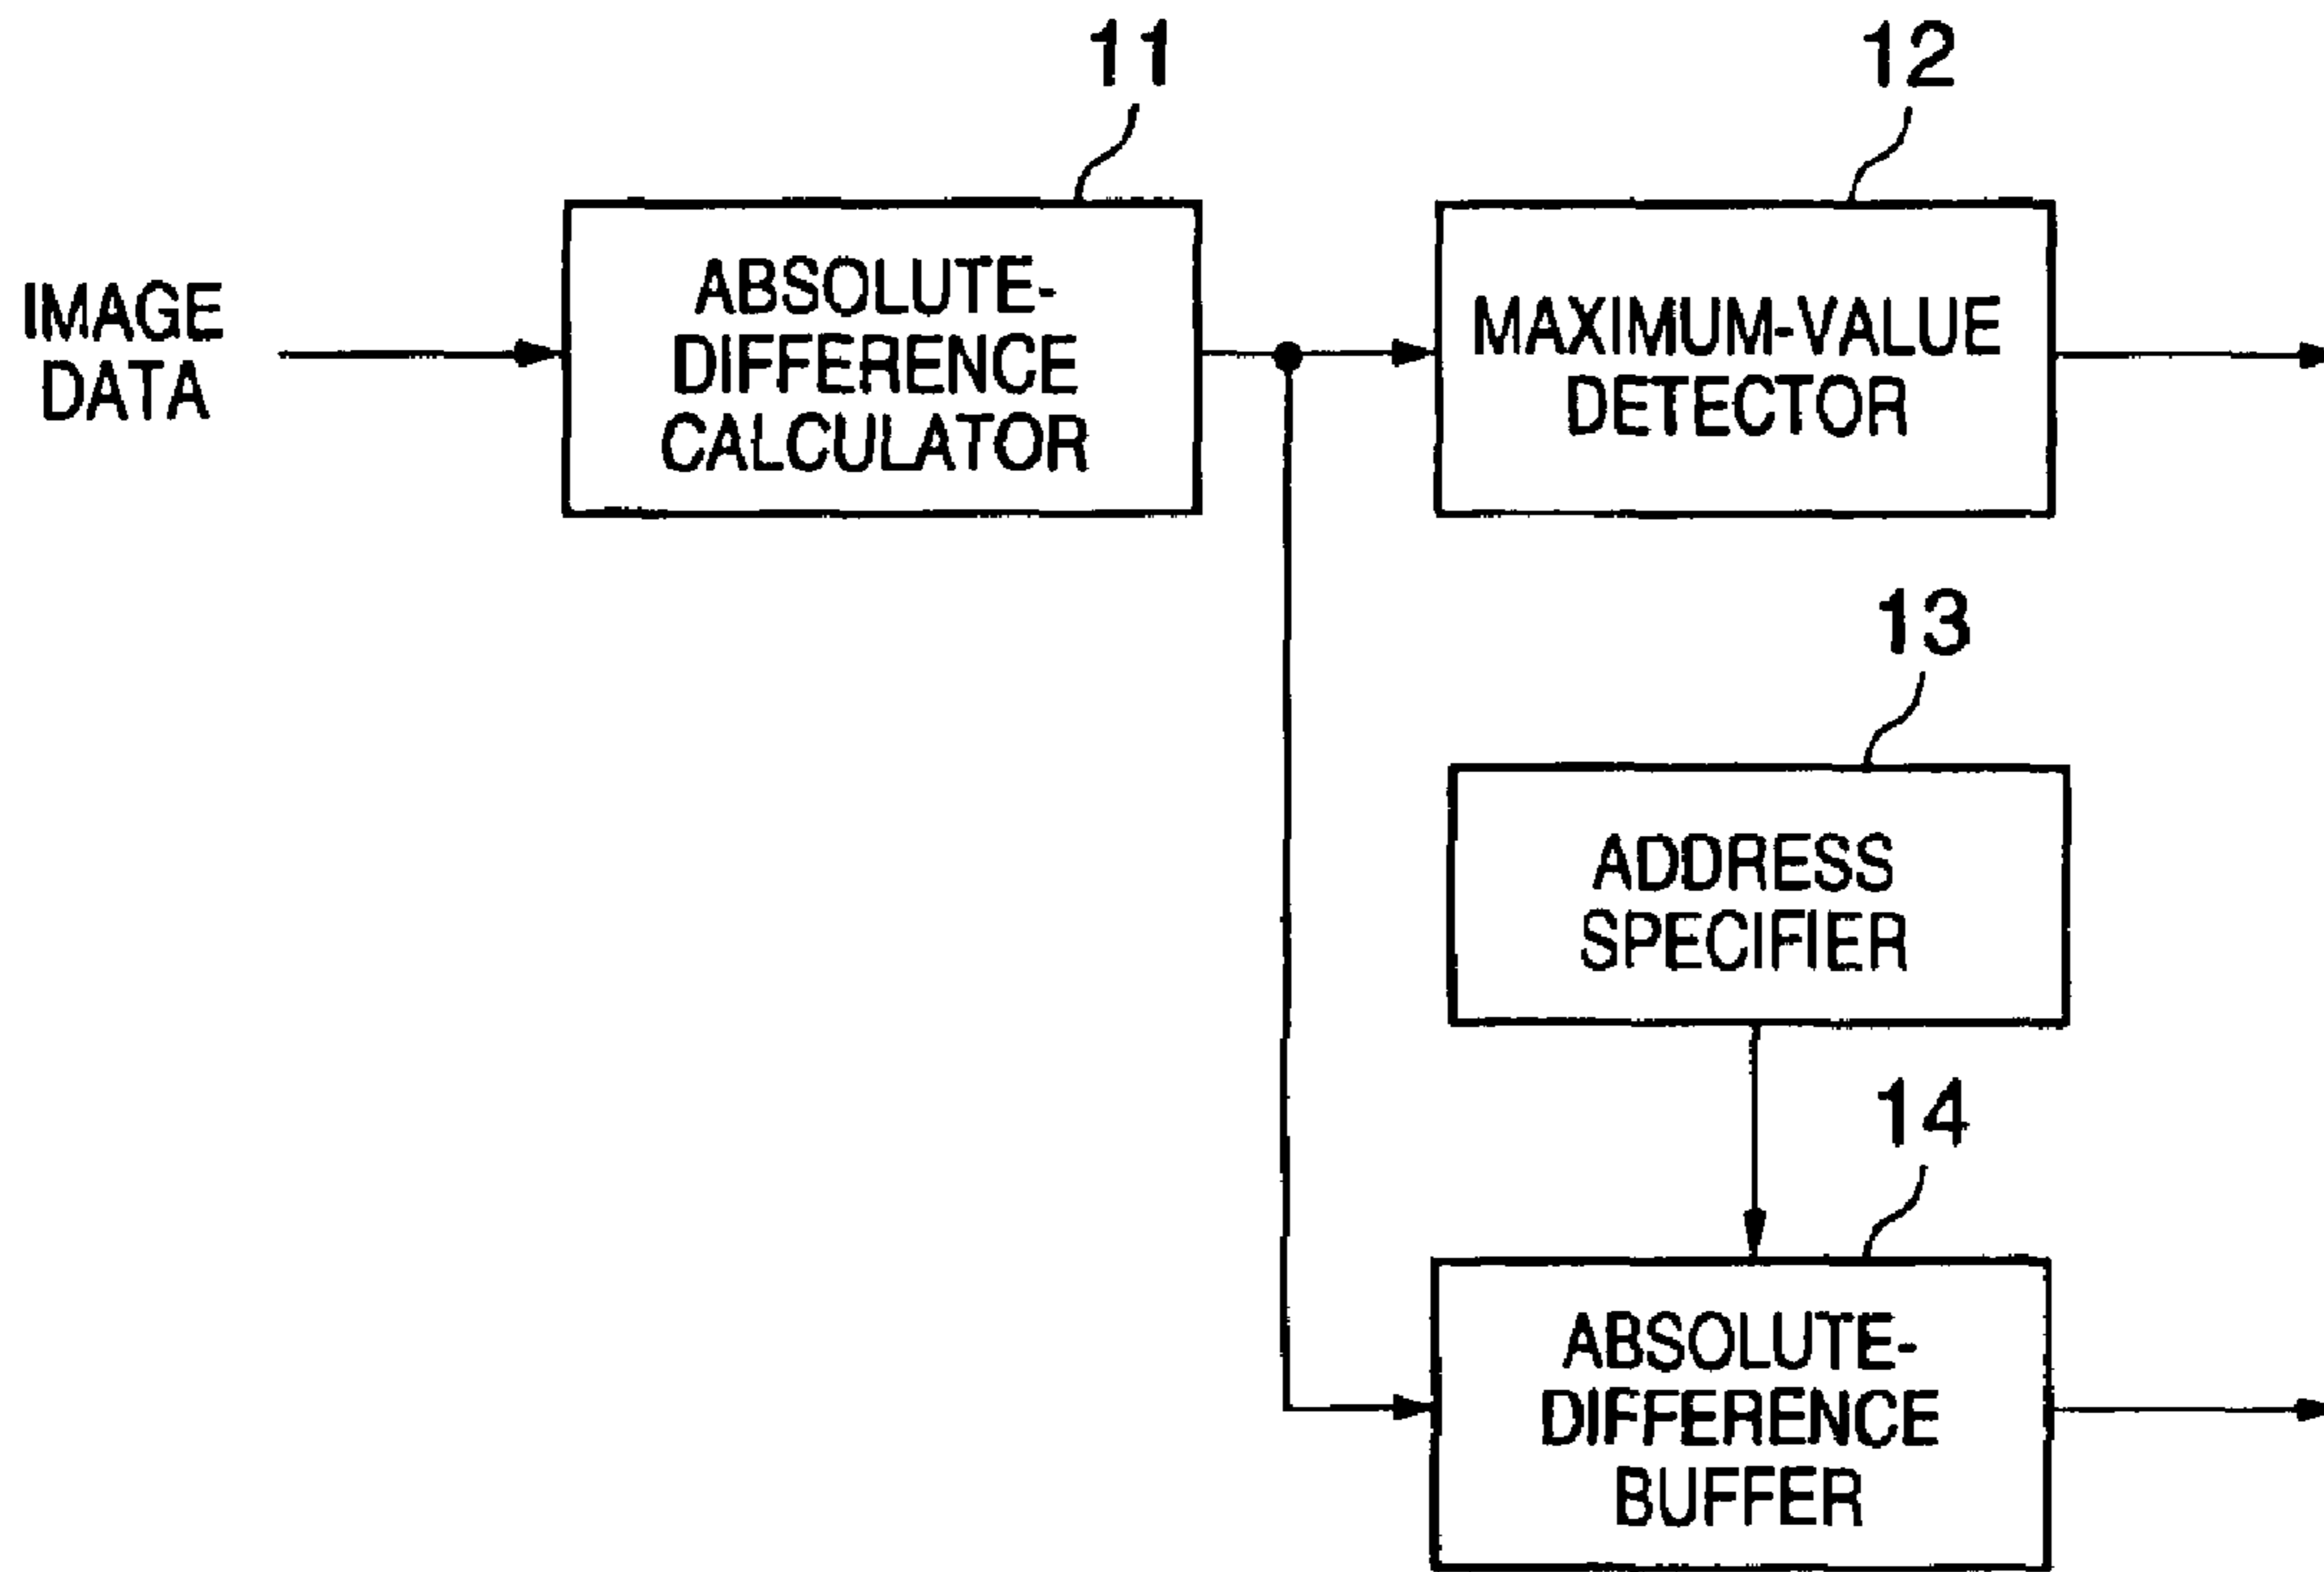 11
12
IMAGE
DATA
ABSOLUTE-
DIFFERENCE
CALCULATOR
MAXIMUM-VALUE
DETECTOR
13
ADDRESS
SPECIFIER
14
ABSOLUTE-
DIFFERENCE
BUFFER